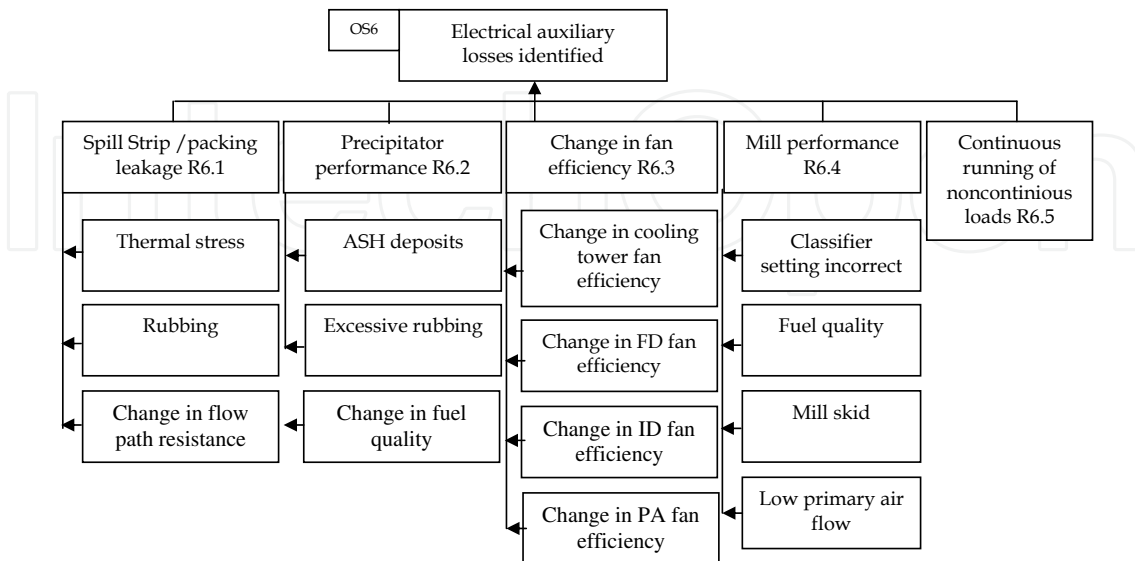 OS6
Electrical auxiliary
losses identified
Spill Strip /packing
leakage R6.1
Precipitator
performance R6.2
Change in fan
efficiency R6.3
Mill performance
R6.4
Continuous
running of
noncontinious
loads R6.5
Thermal stress
Rubbing
Change in flow
path resistance
ASH deposits
Excessive rubbing
Change in fuel
quality
Change in cooling
tower fan
efficiency
Change in FD fan
efficiency
Change in ID fan
efficiency
Change in PA fan
efficiency
Classifier
setting incorrect
Fuel quality
Mill skid
Low primary air
flow
IntechOpen